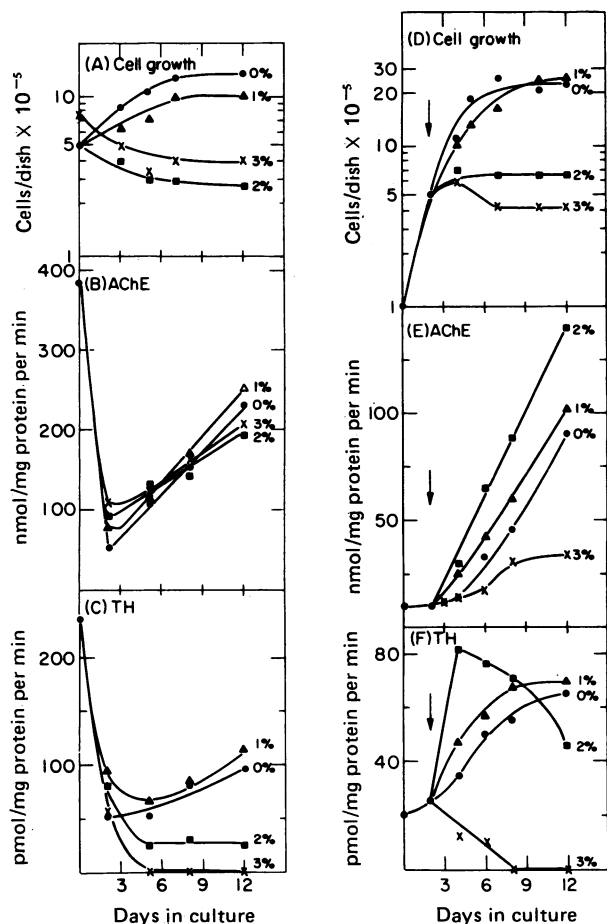 (A) Cell growth
0%
1%
3%
2%
10
1
Cells/dish X 10⁻⁵
(B) AChE
400
300
200
100
1%
0%
3%
2%
nmol/mg protein per min
(C) TH
200
100
1%
0%
2%
3%
pmol/mg protein per min
3 6 9 12
Days in culture
(D) Cell growth
30
20
10
5
1
1%
0%
2%
3%
Cells/dish X 10⁻⁵
(E) AChE
100
50
2%
1%
0%
3%
nmol/mg protein per min
(F) TH
80
40
1%
0%
2%
3%
pmol/mg protein per min
3 6 9 12
Days in culture